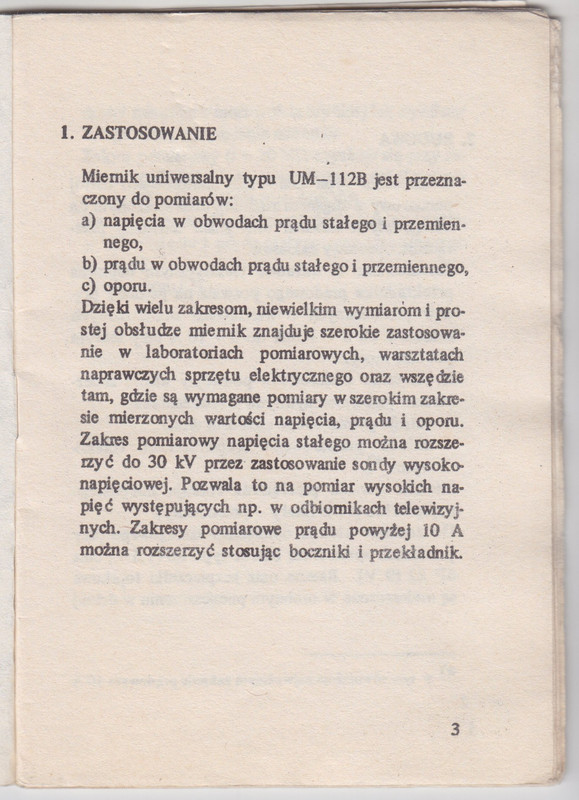 1. ZASTOSOWANIE
Miernik uniwersalny typu UM–112B jest przezna-
czony do pomiarów:
a) napięcia w obwodach prądu stałego i przemien-
nego,
b) prądu w obwodach prądu stałego i przemiennego,
c) oporu.
Dzięki wielu zakresom, niewielkim wymiarom i pro-
stej obsłudze miernik znajduje szerokie zastosowa-
nie w laboratoriach pomiarowych, warsztatach
naprawczych sprzętu elektrycznego oraz wszędzie
tam, gdzie są wymagane pomiary w szerokim zakre-
sie mierzonych wartości napięcia, prądu i oporu.
Zakres pomiarowy napięcia stałego można rozsze-
rzyć do 30 kV przez zastosowanie sondy wysoko-
napięciowej. Pozwala to na pomiar wysokich na-
pięć występujących np. w odbiornikach telewizyj-
nych. Zakresy pomiarowe prądu powyżej 10 A
można rozszerzyć stosując boczniki i przekładnik.
3